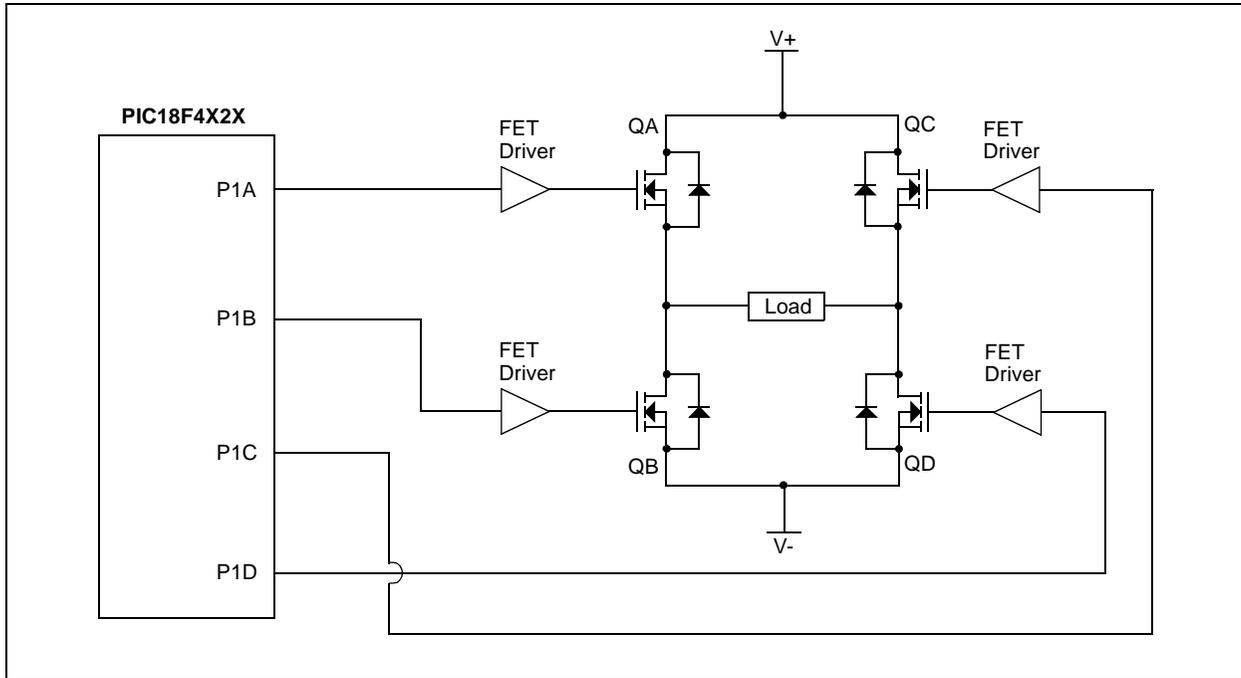 V+
PIC18F4X2X
FET
Driver
QA
QC
FET
Driver
P1A
Load
P1B
FET
Driver
FET
Driver
P1C
QB
QD
V-
P1D